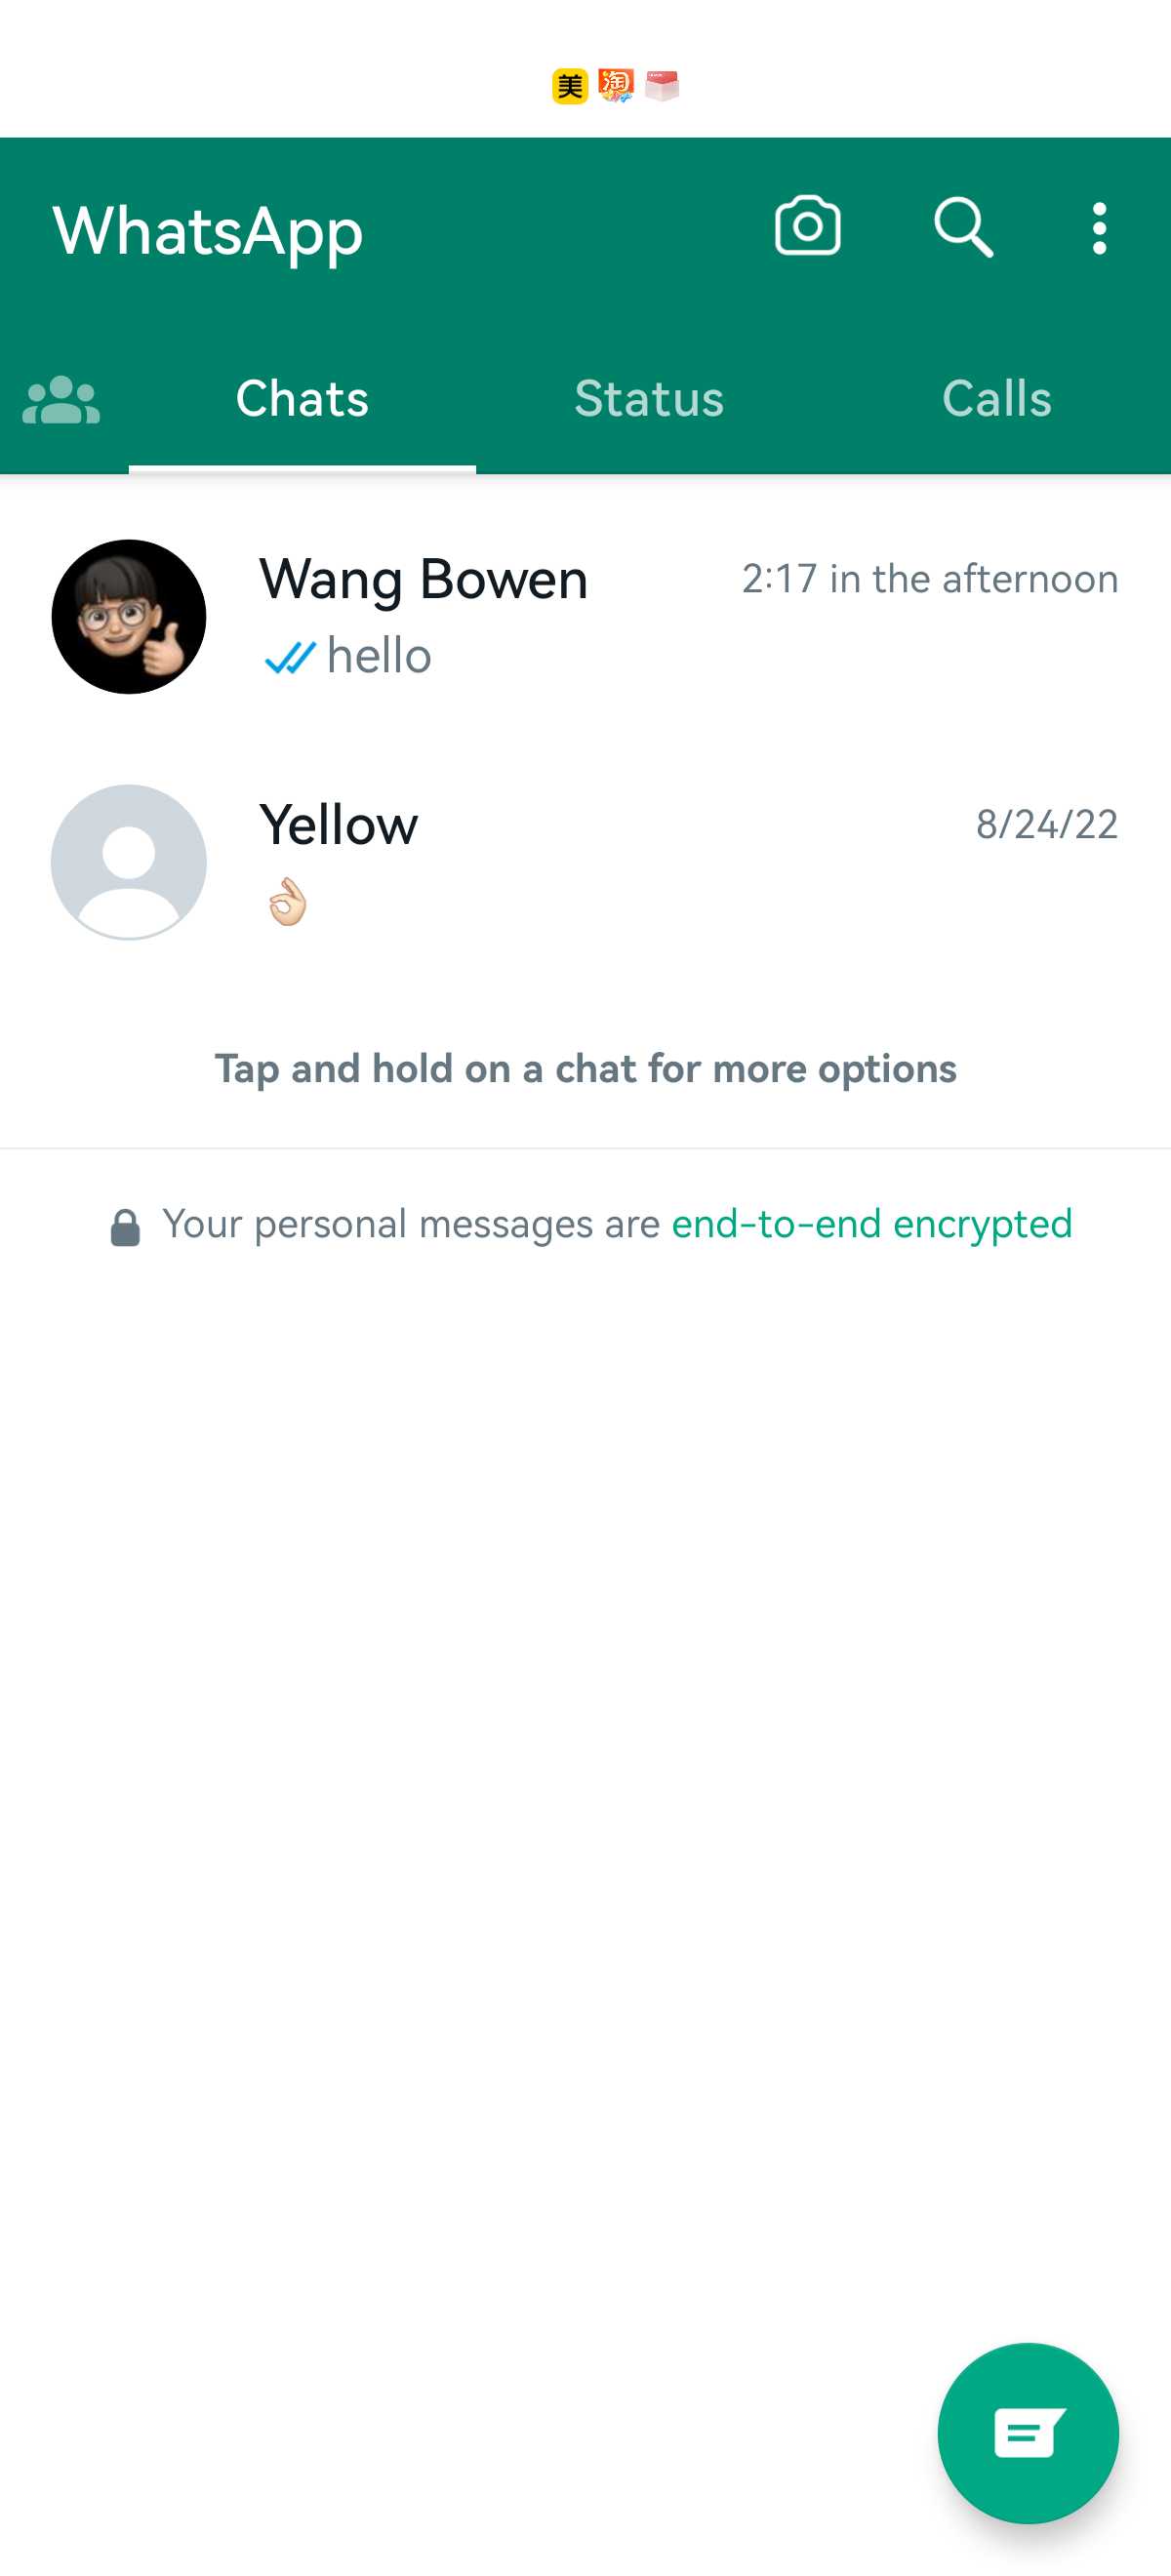 美 淘
WhatsApp
Chats Status Calls
Wang Bowen 2:17 in the afternoon
hello
Yellow 8/24/22
👌🏻
Tap and hold on a chat for more options
Your personal messages are end-to-end encrypted